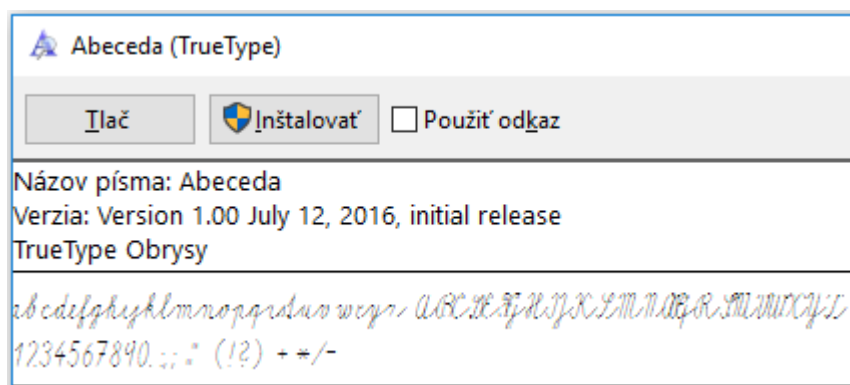 Abeceda (TrueType)
Tlač Inštalovať Použiť odkaz
Názov písma: Abeceda
Verzia: Version 1.00 July 12, 2016, initial release
TrueType Obrysy
abcdefghijklmnopqrstuvwxyz ABCDEFGHIJKLMNOPQRSTUVWXYZ
1234567890.:,;" (!?) +*/-